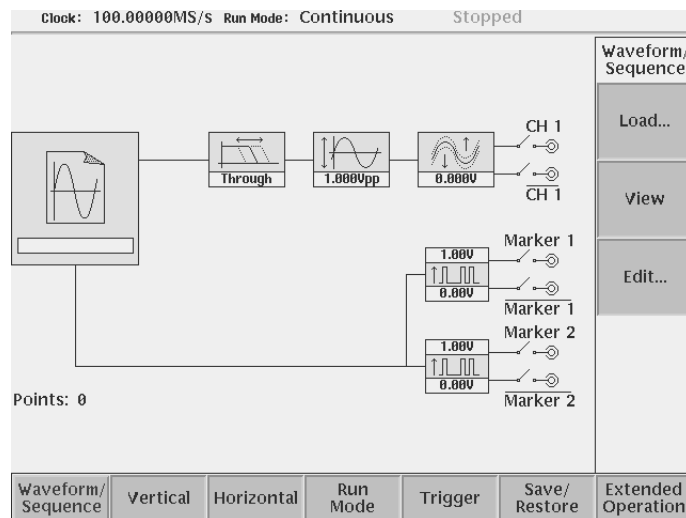 Clock: 100.00000MS/s Run Mode: Continuous Stopped
Waveform/
Sequence
Load...
View
Edit...
CH 1
Through
1.000Vpp
0.000V
CH 1
Marker 1
1.00V
0.00V
Marker 1
Marker 2
1.00V
0.00V
Marker 2
Points: 0
Waveform/
Sequence
Vertical
Horizontal
Run
Mode
Trigger
Save/
Restore
Extended
Operation